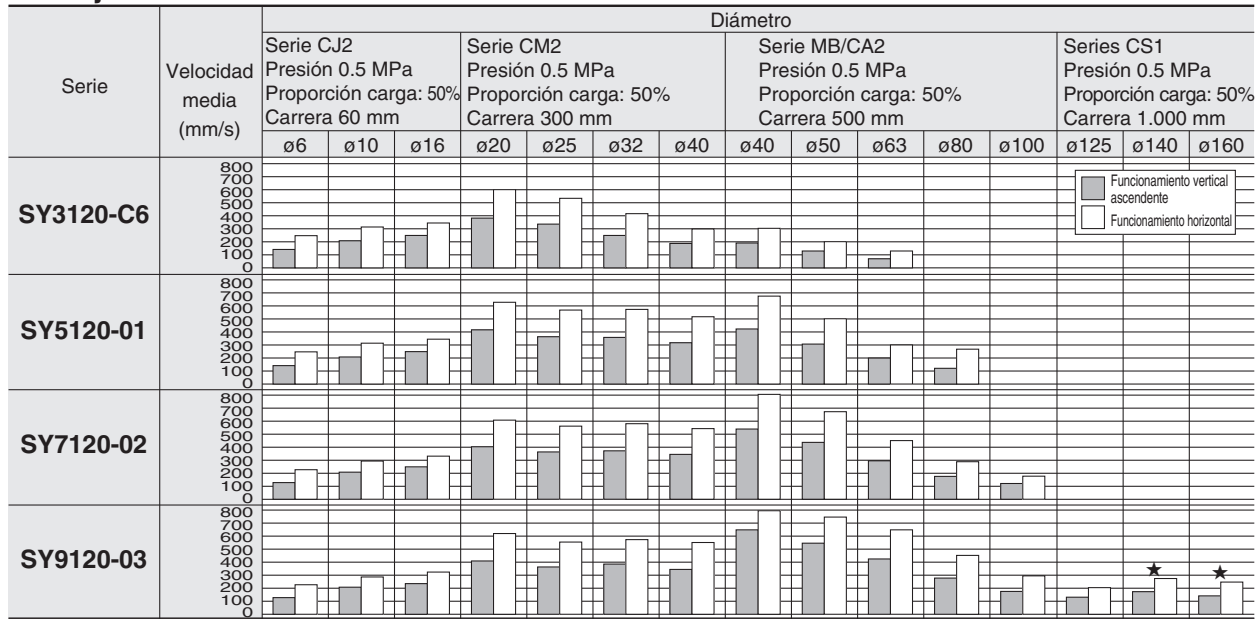 Diámetro
Serie
Velocidad
media
(mm/s)
Serie CJ2
Presión 0.5 MPa
Proporción carga: 50%
Carrera 60 mm
Serie CM2
Presión 0.5 MPa
Proporción carga: 50%
Carrera 300 mm
Serie MB/CA2
Presión 0.5 MPa
Proporción carga: 50%
Carrera 500 mm
Series CS1
Presión 0.5 MPa
Proporción carga: 50%
Carrera 1.000 mm
ø6 ø10 ø16 ø20 ø25 ø32 ø40 ø40 ø50 ø63 ø80 ø100 ø125 ø140 ø160
SY3120-C6
800
700
600
500
400
300
200
100
0
Funcionamiento vertical
ascendente
Funcionamiento horizontal
SY5120-01
800
700
600
500
400
300
200
100
0
SY7120-02
800
700
600
500
400
300
200
100
0
SY9120-03
800
700
600
500
400
300
200
100
0
★ ★